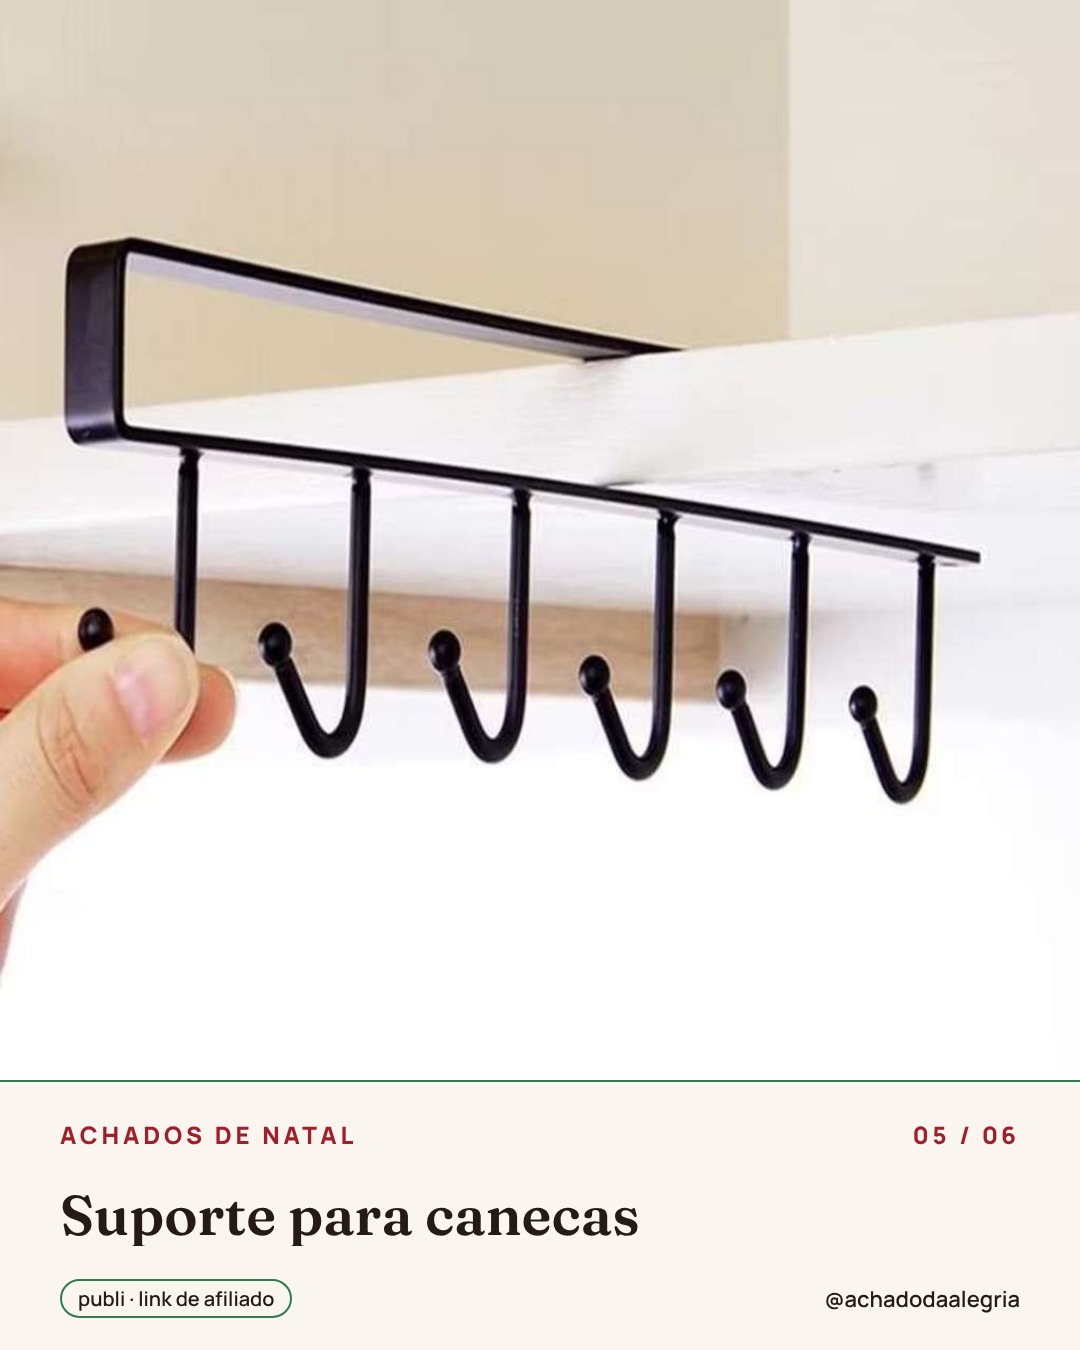 ACHADOS DE NATAL
05 / 06
Suporte para canecas
publi · link de afiliado
@achadodaalegria